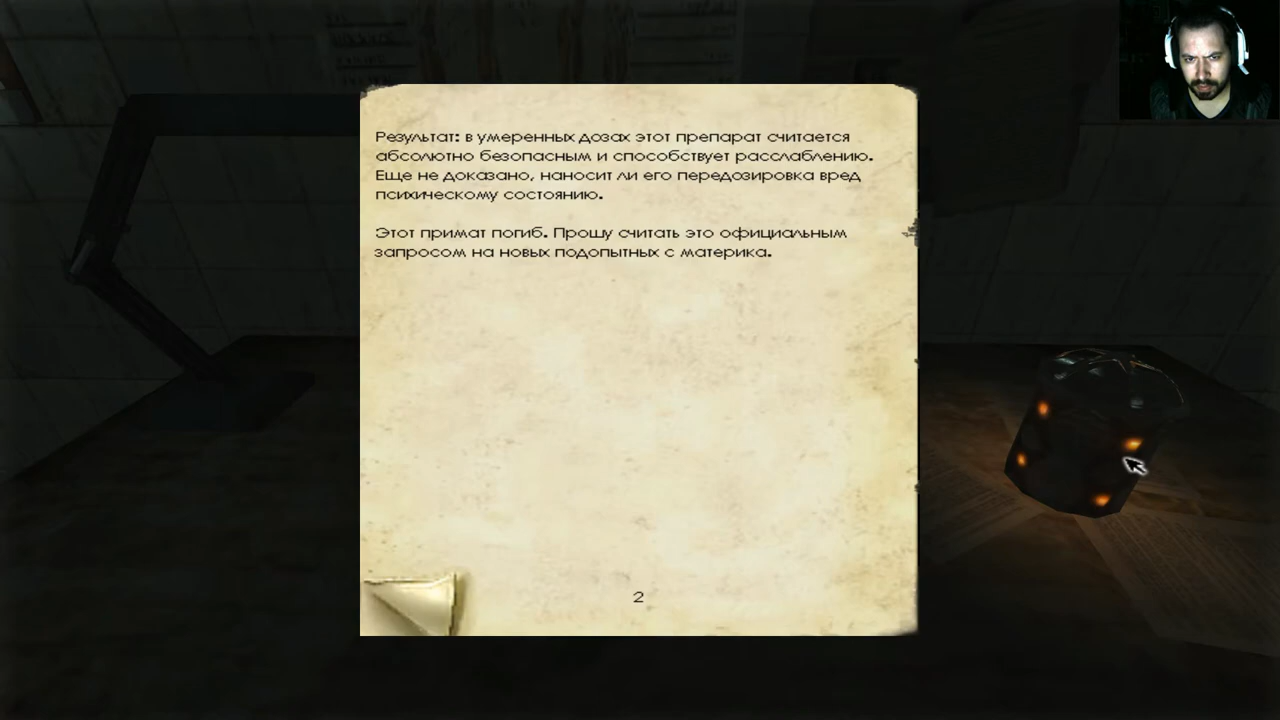 Результат: в умеренных дозах этот препарат считается
абсолютно безопасным и способствует расслаблению.
Еще не доказано, наносит ли его передозировка вред
психическому состоянию.
Этот примат погиб. Прошу считать это официальным
запросом на новых подопытных с материка.
2